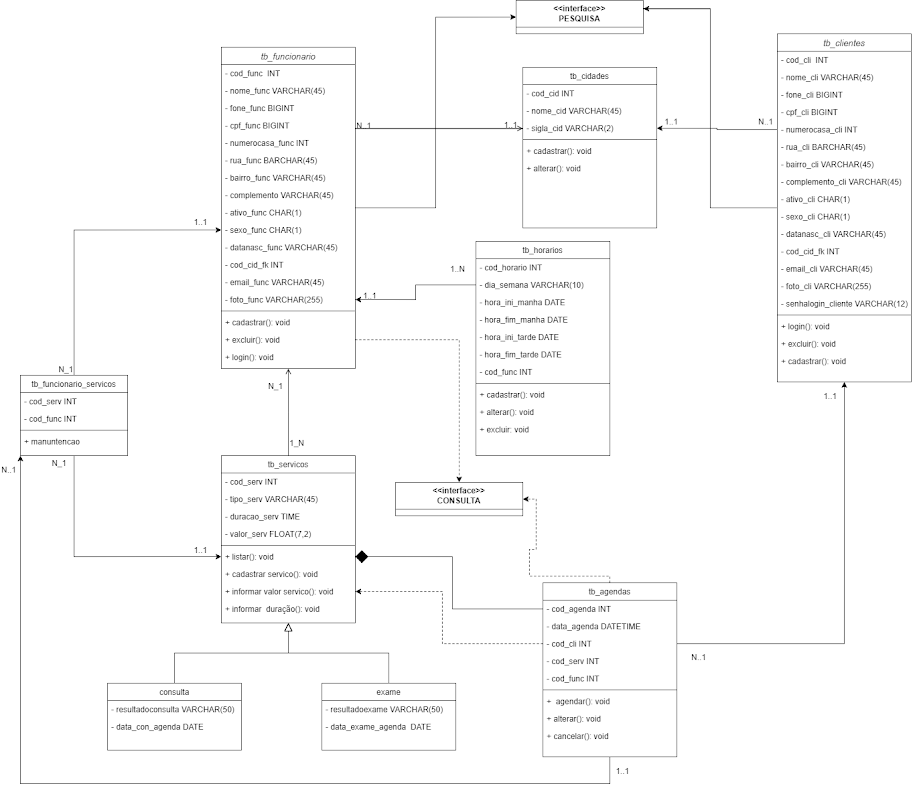 <<interface>>
PESQUISA
tb_funcionario
- cod_func  INT
- nome_func VARCHAR(45)
- fone_func BIGINT
- cpf_func BIGINT
- numerocasa_func INT
- rua_func BARCHAR(45)
- bairro_func VARCHAR(45)
- complemento VARCHAR(45)
- ativo_func CHAR(1)
- sexo_func CHAR(1)
- datanasc_func VARCHAR(45)
- cod_cid_fk INT
- email_func VARCHAR(45)
- foto_func VARCHAR(255)
+ cadastrar(): void
+ excluir(): void
+ login(): void
tb_cidades
- cod_cid INT
- nome_cid VARCHAR(45)
- sigla_cid VARCHAR(2)
+ cadastrar(): void
+ alterar(): void
tb_clientes
- cod_cli  INT
- nome_cli VARCHAR(45)
- fone_cli BIGINT
- cpf_cli BIGINT
- numerocasa_cli INT
- rua_cli BARCHAR(45)
- bairro_cli VARCHAR(45)
- complemento_cli VARCHAR(45)
- ativo_cli CHAR(1)
- sexo_cli CHAR(1)
- datanasc_cli VARCHAR(45)
- cod_cid_fk INT
- email_cli VARCHAR(45)
- foto_cli VARCHAR(255)
- senhalogin_cliente VARCHAR(12)
+ login(): void
+ excluir(): void
+ cadastrar(): void
N_1
1..1
1..1
N..1
1..1
1..N
1..1
tb_horarios
- cod_horario INT
- dia_semana VARCHAR(10)
- hora_ini_manha DATE
- hora_fim_manha DATE
- hora_ini_tarde DATE
- hora_fim_tarde DATE
- cod_func INT
+ cadastrar(): void
+ alterar(): void
+ excluir: void
N_1
tb_funcionario_servicos
- cod_serv INT
- cod_func INT
+ manuntencao
N_1
N..1
N_1
1_N
1..1
1..1
tb_servicos
- cod_serv INT
- tipo_serv VARCHAR(45)
- duracao_serv TIME
- valor_serv FLOAT(7,2)
+ listar(): void
+ cadastrar servico(): void
+ informar valor servico(): void
+ informar  duração(): void
<<interface>>
CONSULTA
tb_agendas
- cod_agenda INT
- data_agenda DATETIME
- cod_cli INT
- cod_serv INT
- cod_func INT
+  agendar(): void
+ alterar(): void
+ cancelar(): void
N..1
1..1
consulta
- resultadoconsulta VARCHAR(50)
- data_con_agenda DATE
exame
- resultadoexame VARCHAR(50)
- data_exame_agenda  DATE